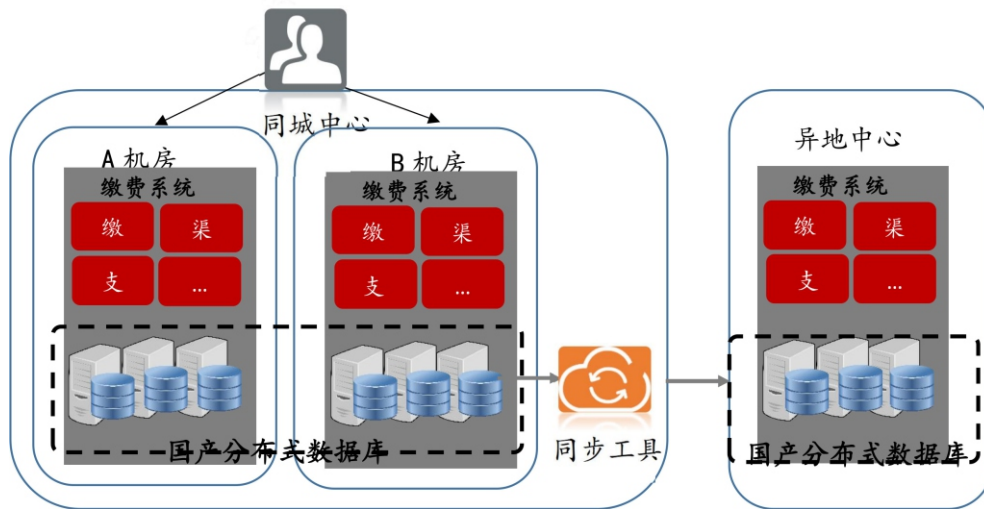 同城中心
A 机房
缴费系统
缴
渠
支
...
B 机房
缴费系统
缴
渠
支
...
国产分布式数据库
同步工具
异地中心
缴费系统
缴
渠
支
...
国产分布式数据库